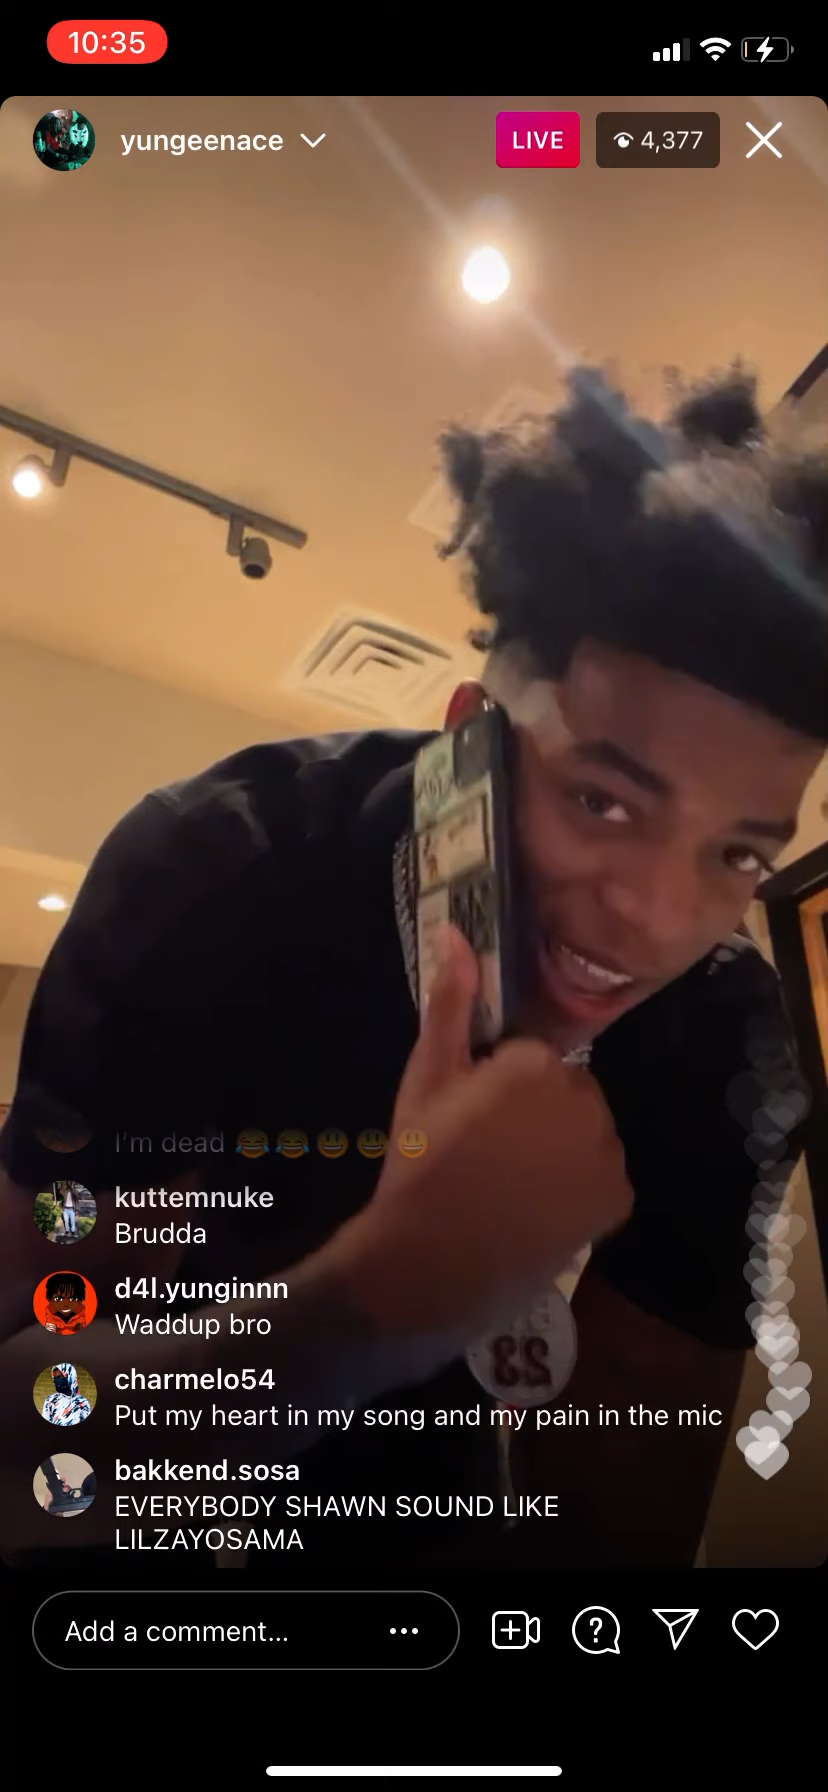 10:35
yungeenace
LIVE
4,377
I'm dead 😂😂😃😃😃
kuttemnuke
Brudda
d4l.yunginnn
Waddup bro
charmelo54
Put my heart in my song and my pain in the mic
bakkend.sosa
EVERYBODY SHAWN SOUND LIKE
LILZAYOSAMA
23
Add a comment...